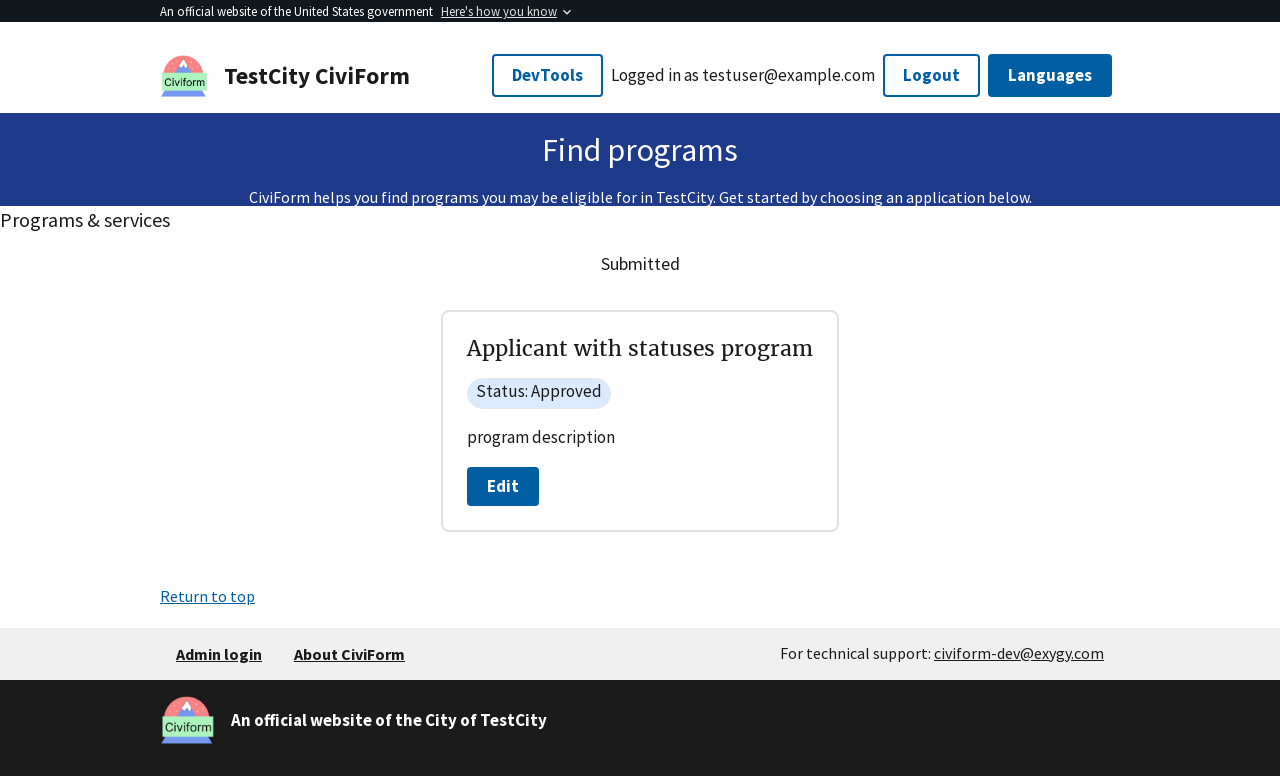 An official website of the United States government Here's how you know
Civiform
TestCity CiviForm
DevTools
Logged in as testuser@example.com
Logout
Languages
Find programs
CiviForm helps you find programs you may be eligible for in TestCity. Get started by choosing an application below.
Programs & services
Submitted
Applicant with statuses program
Status: Approved
program description
Edit
Return to top
Admin login
About CiviForm
For technical support: civiform-dev@exygy.com
Civiform
An official website of the City of TestCity